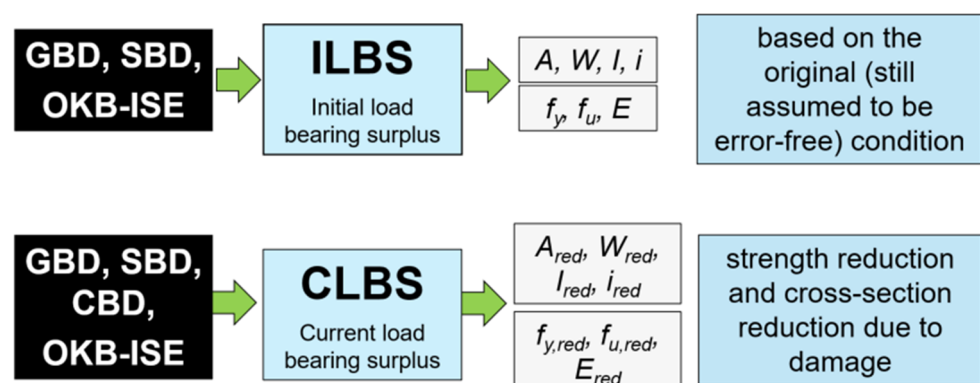 GBD, SBD,
OKB-ISE
ILBS
Initial load
bearing surplus
A, W, I, i
fy, fu, E
based on the
original (still
assumed to be
error-free) condition
GBD, SBD,
CBD,
OKB-ISE
CLBS
Current load
bearing surplus
Ared, Wred,
Ired, ired
fy,red, fu,red,
Ered
strength reduction
and cross-section
reduction due to
damage